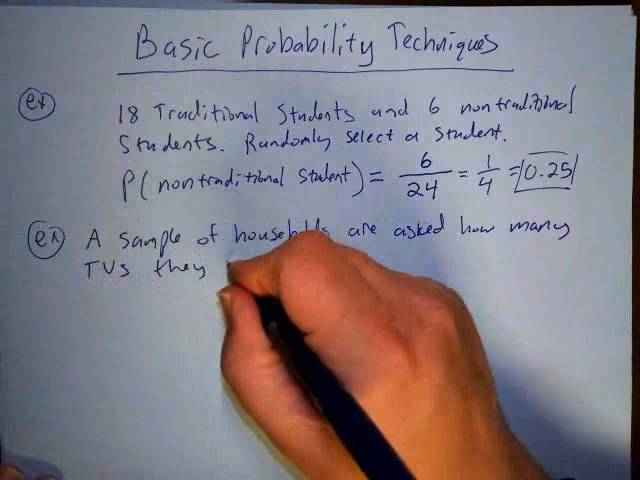 Basic Probability Techniques
ex 18 Traditional Students and 6 nontraditional
Students. Randomly select a student.
P(nontraditional student) = 6/24 = 1/4 = 0.25
ex A sample of households are asked how many
TVs they